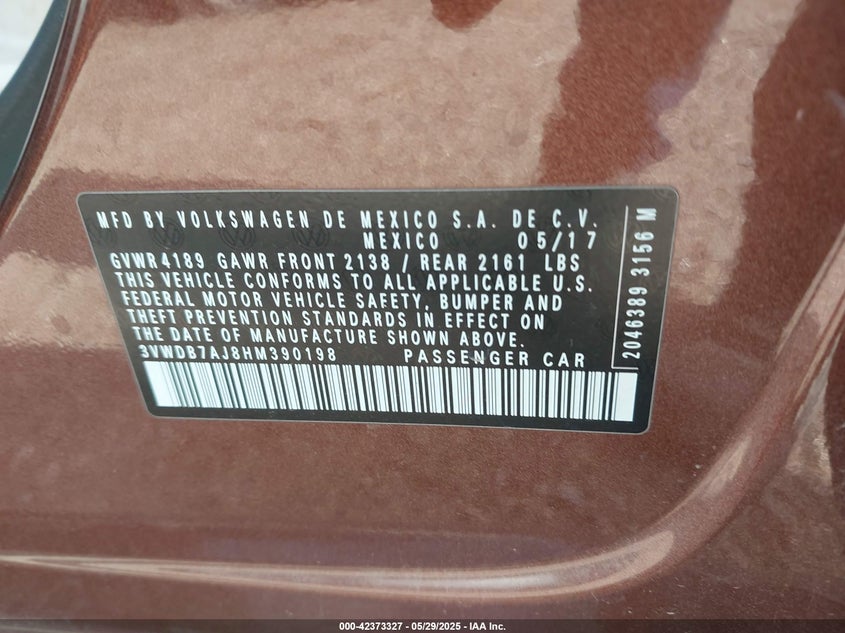 MFD BY VOLKSWAGEN DE MEXICO S.A. DE C.V.
MEXICO 05/17
GVWR4189 GAWR FRONT 2138 / REAR 2161 LBS
THIS VEHICLE CONFORMS TO ALL APPLICABLE U.S.
FEDERAL MOTOR VEHICLE SAFETY, BUMPER AND
THEFT PREVENTION STANDARDS IN EFFECT ON
THE DATE OF MANUFACTURE SHOWN ABOVE.
3VWDB7AJ8HM390198 PASSENGER CAR
2046389 3156 M
000-42373327 - 05/29/2025 - IAA Inc.